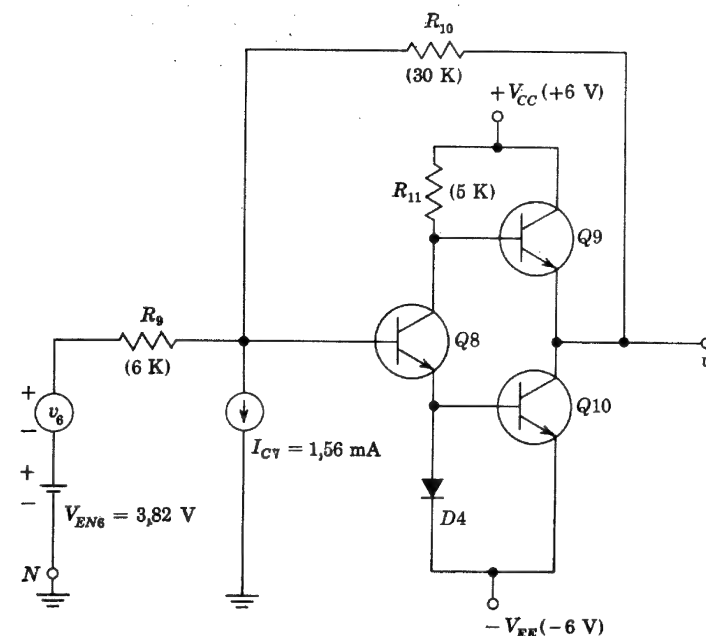 R10
(30 K)
+VCC (+6 V)
R11
(5 K)
Q9
R9
(6 K)
Q8
+
v6
−
Q10
IC7 = 1,56 mA
+
−
VEN6 = 3,82 V
D4
N
−VEE (−6 V)